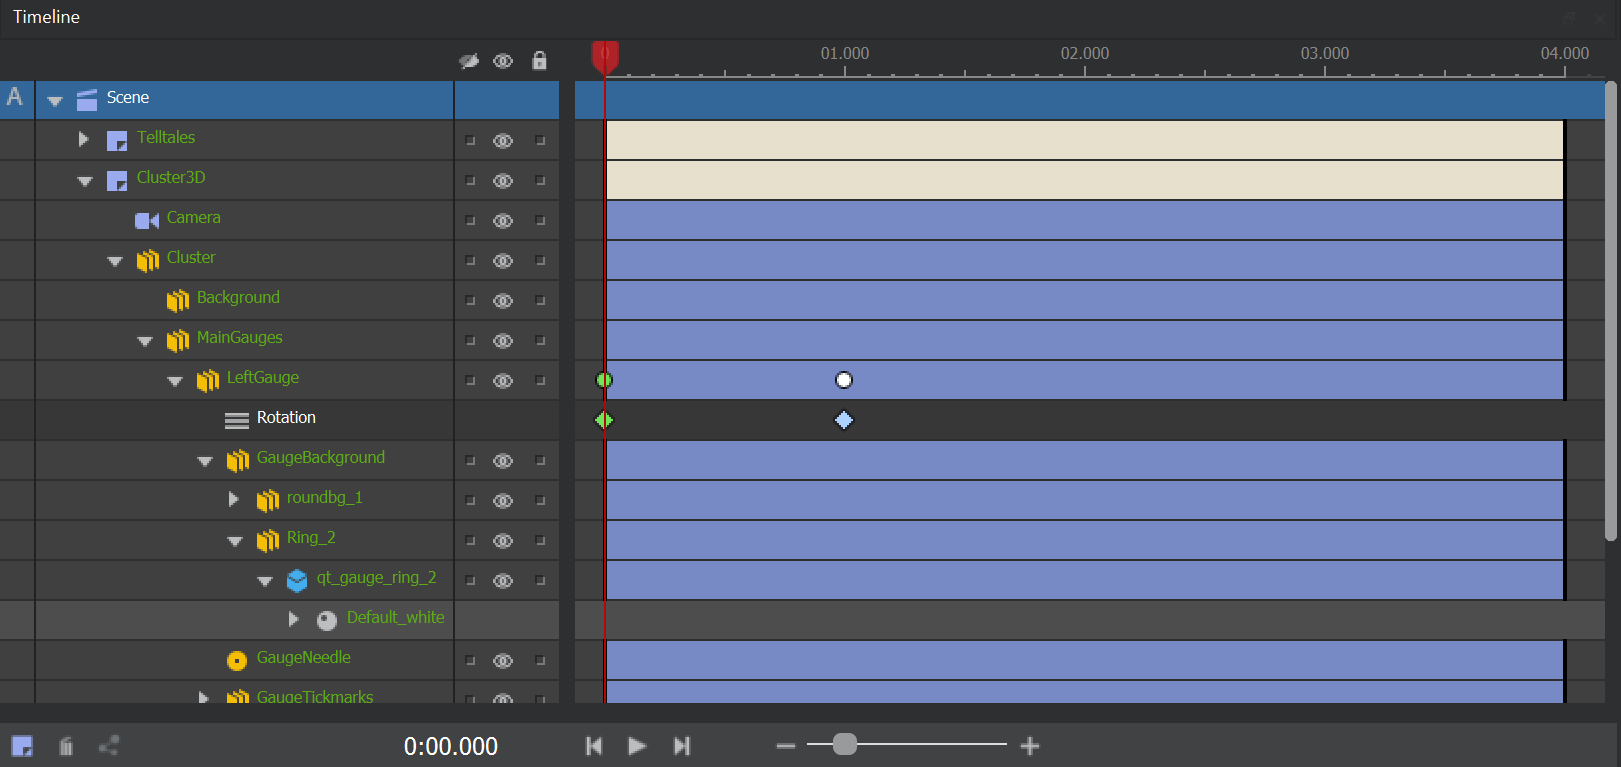 Timeline
0 01.000 02.000 03.000 04.000
A Scene
Telltales
Cluster3D
Camera
Cluster
Background
MainGauges
LeftGauge
Rotation
GaugeBackground
roundbg_1
Ring_2
qt_gauge_ring_2
Default_white
GaugeNeedle
GaugeTickmarks
0:00.000